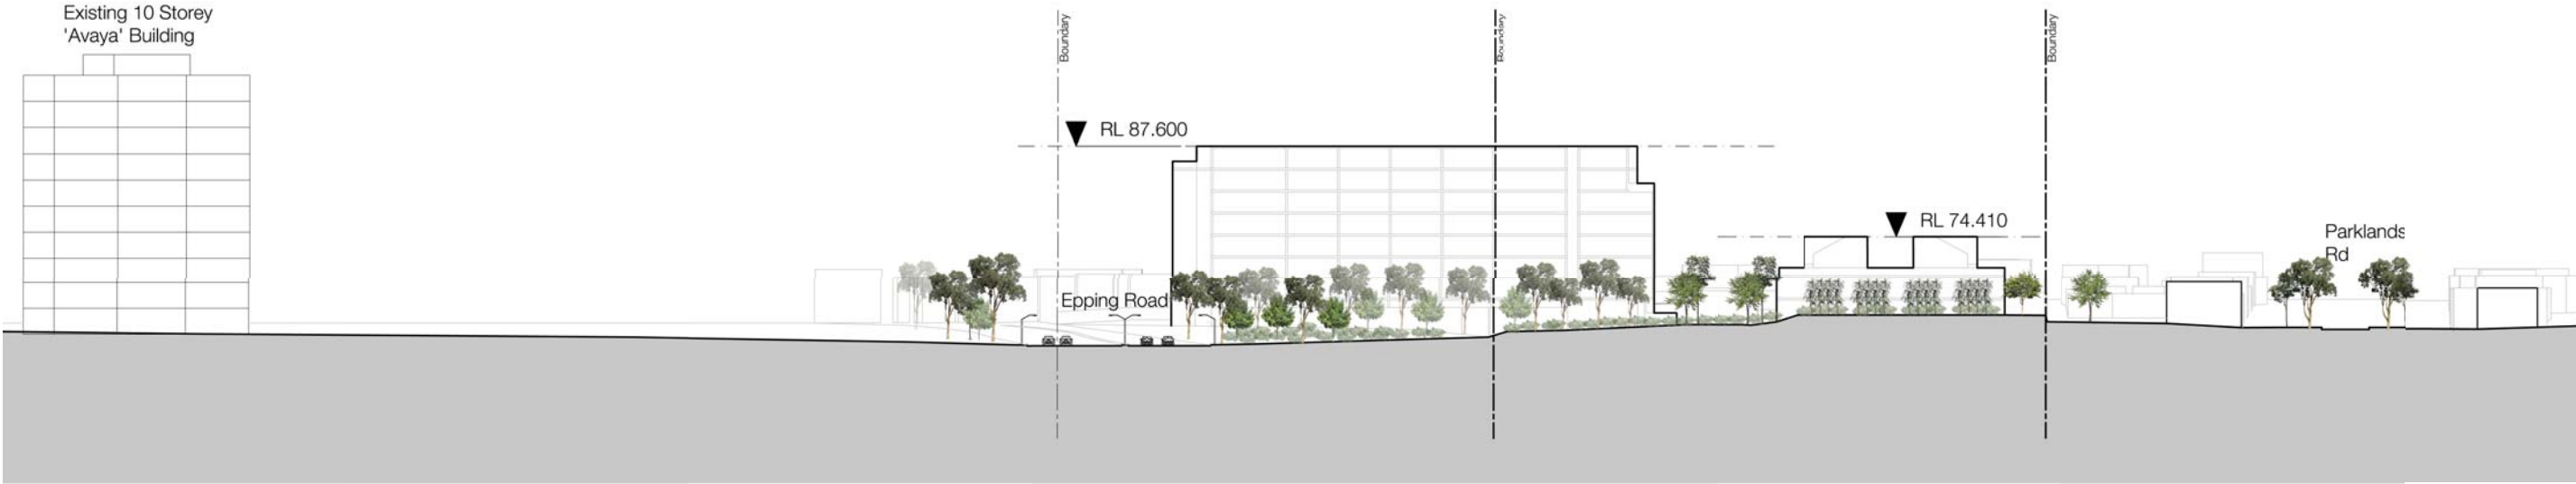 Existing 10 Storey
'Avaya' Building
Boundary
Boundary
Boundary
RL 87.600
RL 74.410
Parklands
Rd
Epping Road